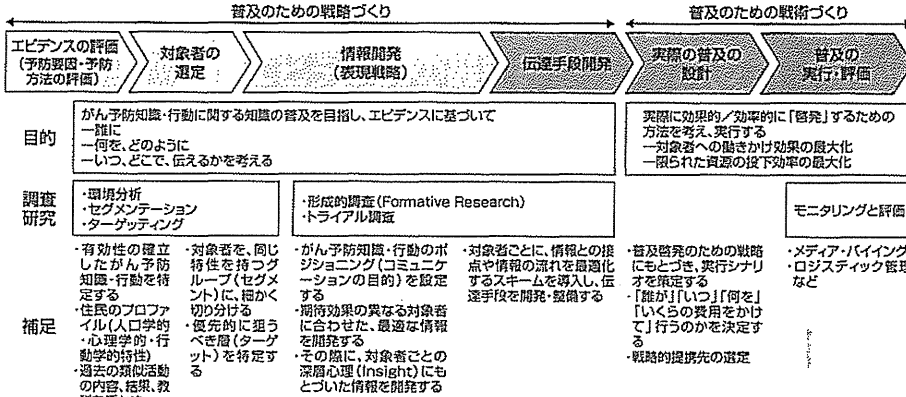 普及のための戦略づくり
普及のための戦術づくり
エビデンスの評価
(予防要因・予防
方法の評価)
対象者の
選定
情報開発
(表現戦略)
伝達手段開発
実際の普及の
設計
普及の
実行・評価
目的
がん予防知識・行動に関する知識の普及を目指し、エビデンスに基づいて
ー誰に
ー何を、どのように
ーいつ、どこで、伝えるかを考える
実際に効果的/効率的に「啓発」するための
方法を考え、実行する
ー対象者への働きかけ効果の最大化
ー限られた資源の投下効率の最大化
調査
研究
・環境分析
・セグメンテーション
・ターゲッティング
・形成的調査(Formative Research)
・トライアル調査
モニタリングと評価
補足
・有効性の確立
したがん予防
知識・行動を特
定する
・住民のプロファ
イル(人口学的
・心理学的・行
動学的特性)
・過去の類似活動
の内容、結果、教
・対象者を、同じ
特性を持つグ
ループ(セグメ
ント)に、細かく
切り分ける
・優先的に狙う
べき層(ターゲ
ット)を特定す
る
・がん予防知識・行動のポ
ジショニング(コミュニケ
ーションの目的)を設定
する
・期待効果の異なる対象者
に合わせた、最適な情報
を開発する
・その際に、対象者ごとの
深層心理(Insight)にも
とづいた情報を開発する
・対象者ごとに、情報との接
点や情報の流れを最適化
するスキームを導入し、伝
達手段を開発・整備する
・普及啓発のための戦略
にもとづき、実行シナリ
オを策定する
・「誰が」「いつ」「何を」
「いくらの費用をかけ
て」行うのかを決定す
る
・戦略的提携先の選定
・メディア・バイイング
・ロジスティック管理
など